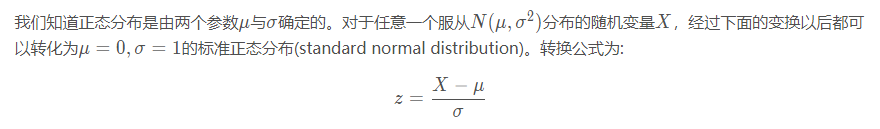 我们知道正态分布是由两个参数μ与σ确定的。对于任意一个服从N(μ, σ²)分布的随机变量X，经过下面的变换以后都可
以转化为μ = 0, σ = 1的标准正态分布(standard normal distribution)。转换公式为:
z = \frac{X − μ}{σ}